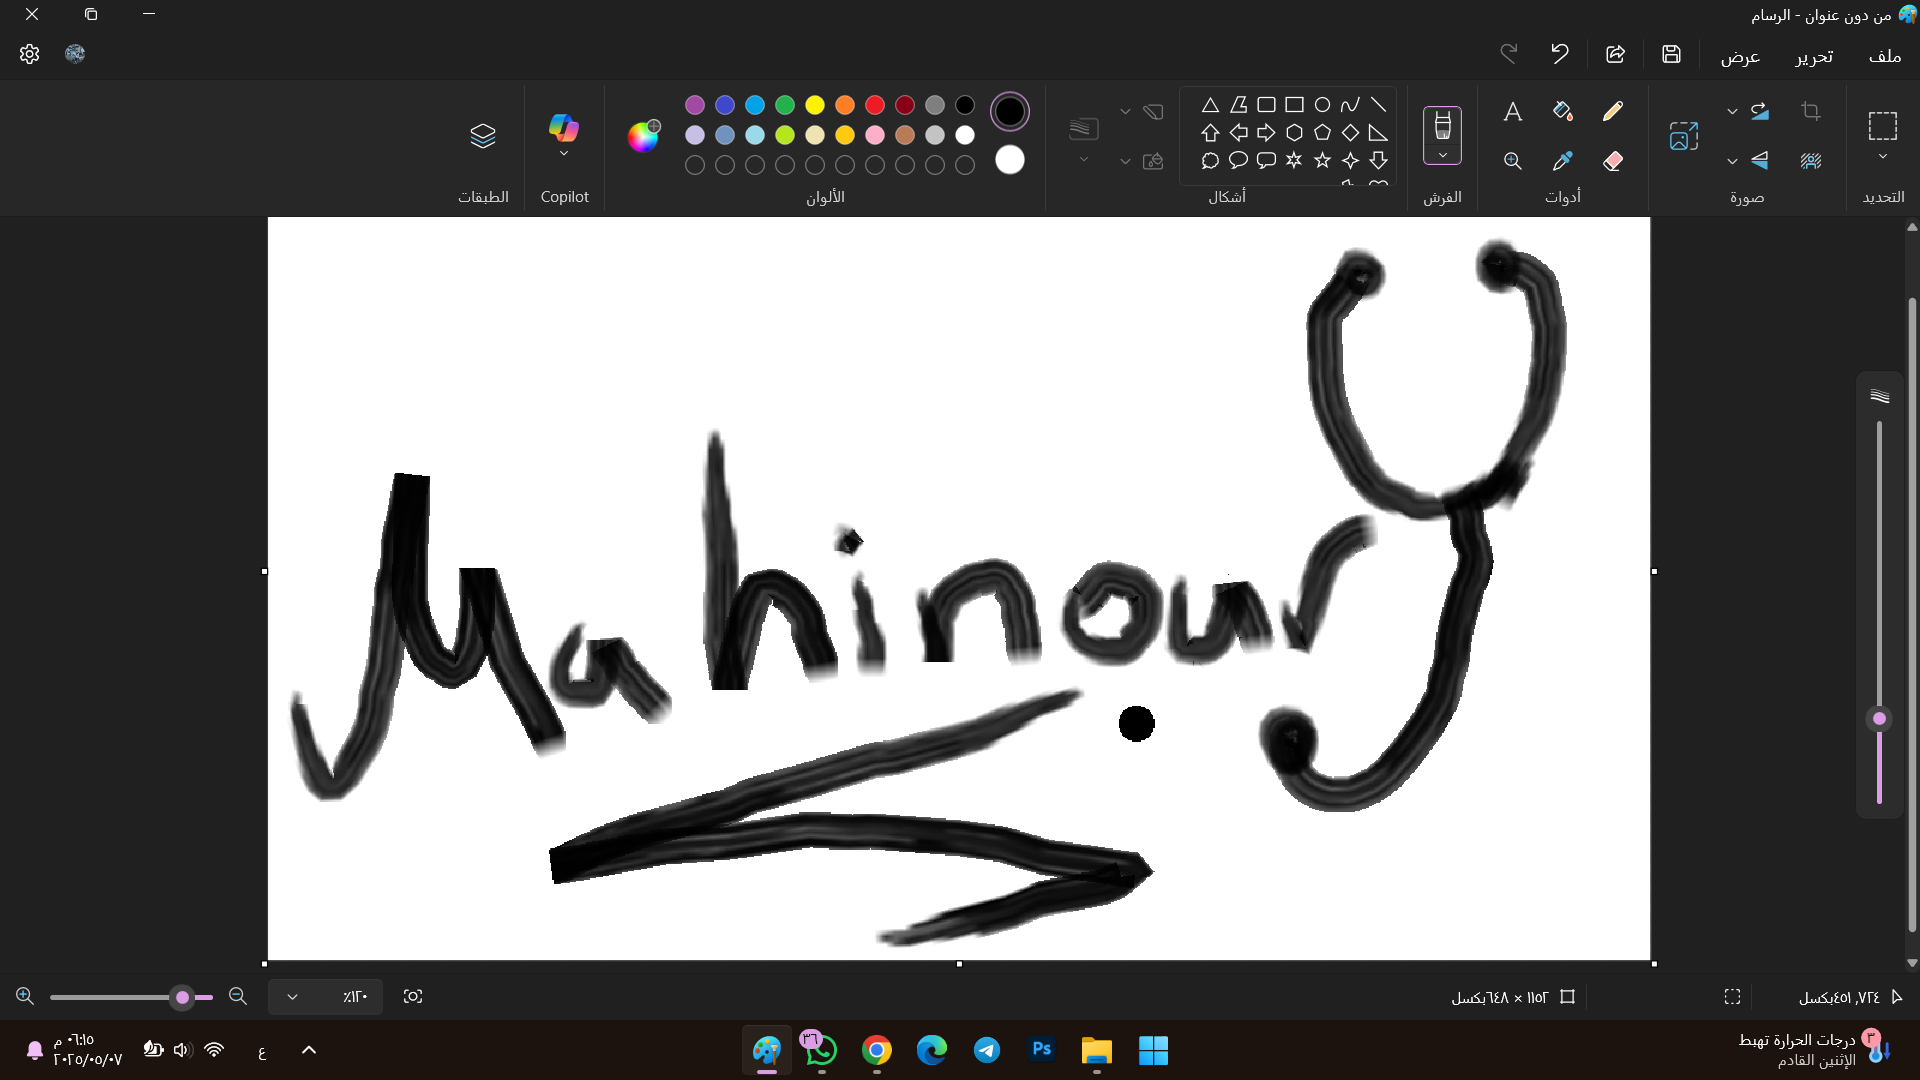 من دون عنوان - الرسام
ملف تحرير عرض
التحديد صورة أدوات الفرش أشكال الألوان Copilot الطبقات
Mahinour
٧٢٤, ٤٥١بكسل ١١٥٢ × ٦٤٨بكسل ١٢٠٪
٣ درجات الحرارة تهبط
الإثنين القادم
Ps
٣٦
ع
٠٦:١٥ م
٢٠٢٥/٠٥/٠٧